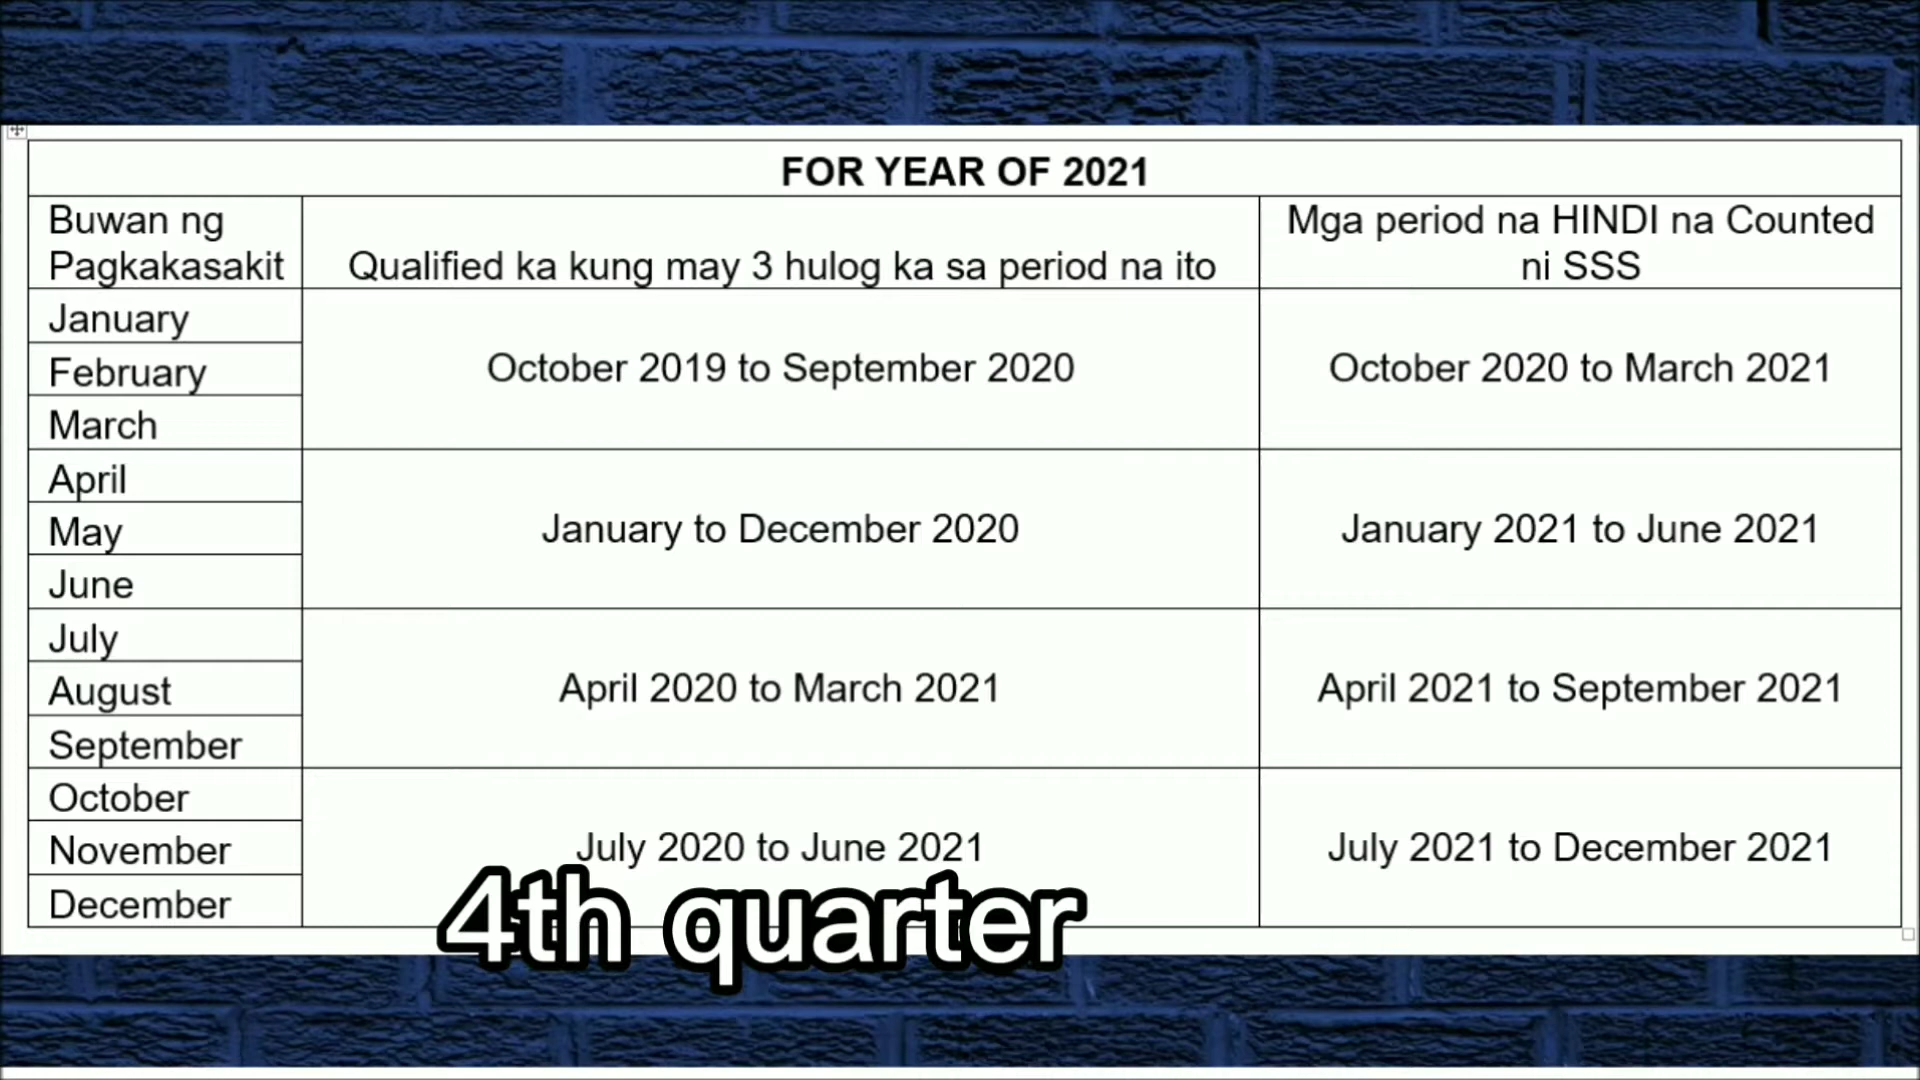 FOR YEAR OF 2021
Buwan ng
Pagkakasakit
Qualified ka kung may 3 hulog ka sa period na ito
Mga period na HINDI na Counted
ni SSS
January
February
March
October 2019 to September 2020
October 2020 to March 2021
April
May
June
January to December 2020
January 2021 to June 2021
July
August
September
April 2020 to March 2021
April 2021 to September 2021
October
November
December
July 2020 to June 2021
July 2021 to December 2021
4th quarter